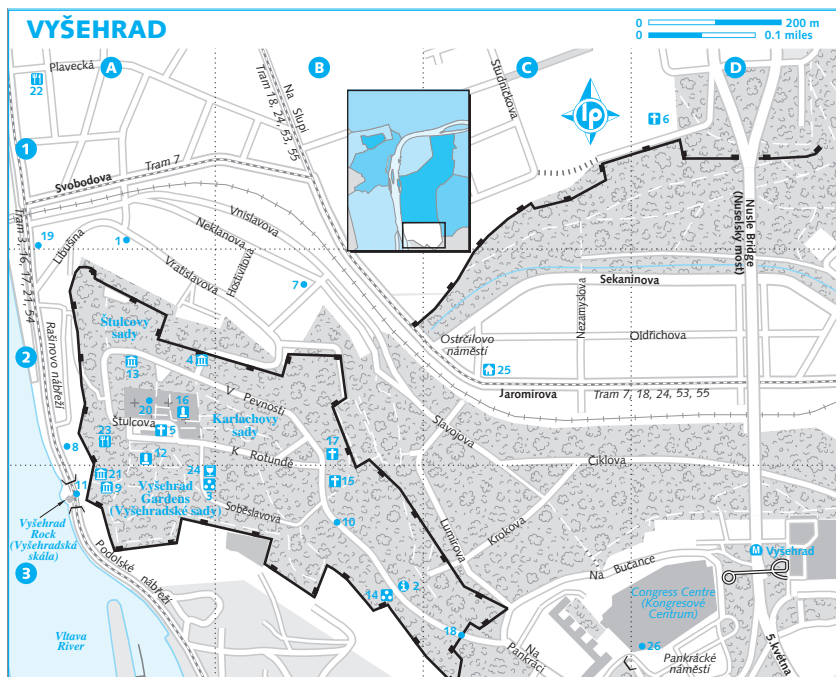 VYŠEHRAD
0 200 m
0 0.1 miles
A
B
C
D
Plavecká
22
Tram 18, 24, 53, 55
Na Slupi
Studničkova
lp
6
1
Svobodova
Tram 7
Nusle Bridge
(Nuselský most)
19
Libušina
1
Neklanova
Vnislavova
Vratislavova
Hostivítova
7
Tram 3, 16, 17, 21, 54
Sekaninova
Nezamyslova
Oldřichova
Ostrčilovo
náměstí
25
Jaromírova
Tram 7, 18, 24, 53, 55
2
Rašínovo nábřeží
Štulcovy
sady
4
13
16
20
V Pevnosti
Karlachovy
sady
Štulcova
5
23
K Rotundě
17
Slavojova
8
12
Čiklova
21
9
24
3
15
11
Vyšehrad
Gardens
(Vyšehradské sady)
Soběslavova
10
Lumírova
Krokova
Vyšehrad
Rock
(Vyšehradská
skála)
Podolské nábřeží
M
Vyšehrad
3
Na Bučance
2
14
Congress Centre
(Kongresové
Centrum)
Vltava
River
18
Na
Pankráci
26
Pankrácké
náměstí
5.května